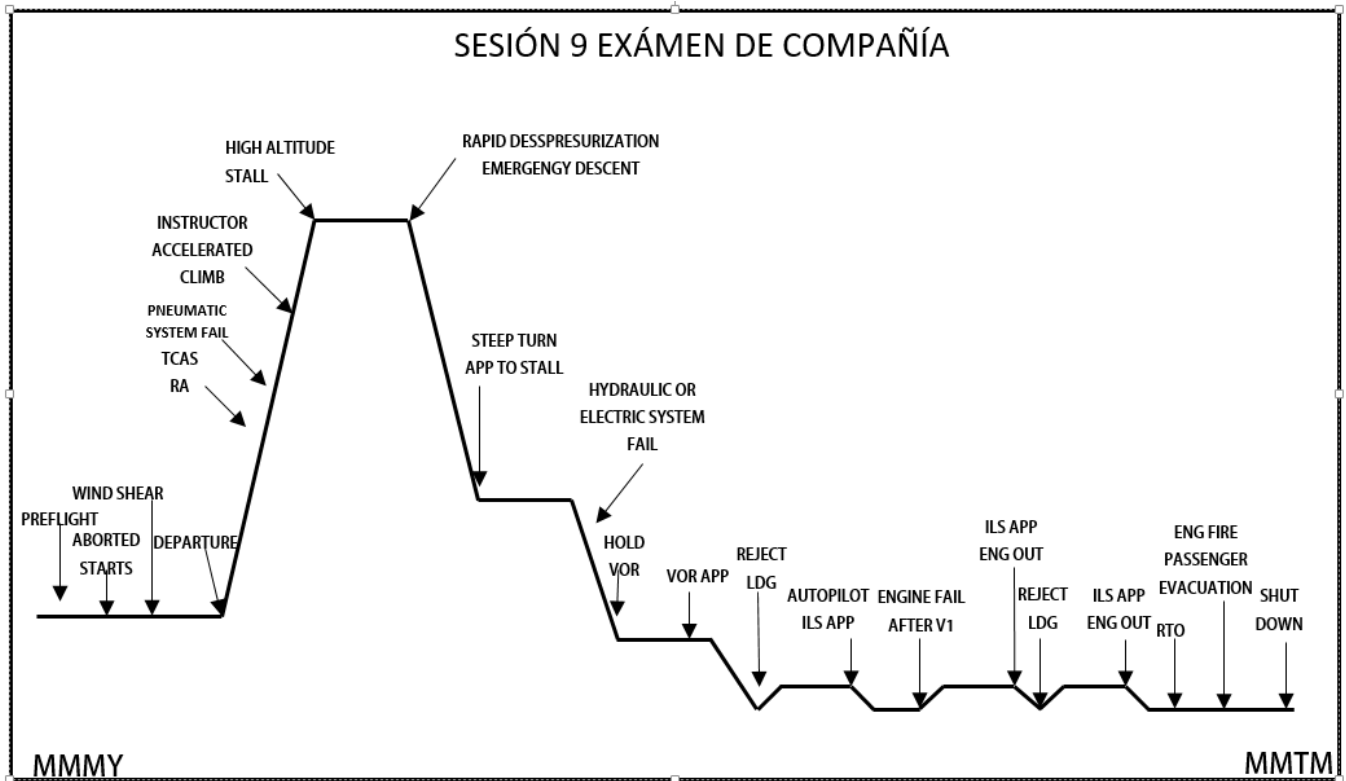 SESIÓN 9 EXÁMEN DE COMPAÑÍA
HIGH ALTITUDE
STALL
RAPID DESSPRESURIZATION
EMERGENGY DESCENT
INSTRUCTOR
ACCELERATED
CLIMB
PNEUMATIC
SYSTEM FAIL
TCAS
RA
STEEP TURN
APP TO STALL
HYDRAULIC OR
ELECTRIC SYSTEM
FAIL
PREFLIGHT
ABORTED
STARTS
WIND SHEAR
DEPARTURE
HOLD
VOR
VOR APP
REJECT
LDG
AUTOPILOT
ILS APP
ENGINE FAIL
AFTER V1
ILS APP
ENG OUT
REJECT
LDG
ILS APP
ENG OUT
RTO
ENG FIRE
PASSENGER
EVACUATION
SHUT
DOWN
MMMY
MMTM